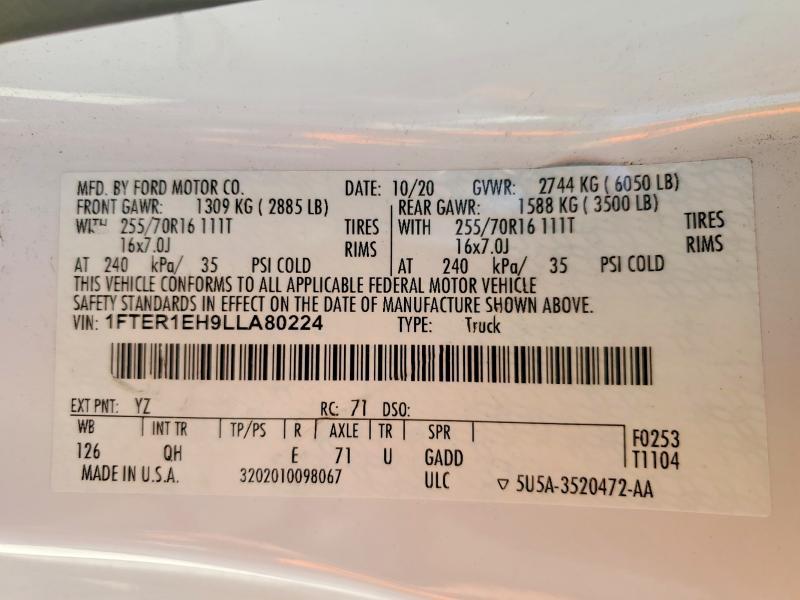 MFD. BY FORD MOTOR CO. DATE: 10/20 GVWR: 2744 KG ( 6050 LB)
FRONT GAWR: 1309 KG ( 2885 LB) REAR GAWR: 1588 KG ( 3500 LB)
WITH 255/70R16 111T TIRES WITH 255/70R16 111T TIRES
16x7.0J RIMS 16x7.0J RIMS
AT 240 kPa/ 35 PSI COLD AT 240 kPa/ 35 PSI COLD
THIS VEHICLE CONFORMS TO ALL APPLICABLE FEDERAL MOTOR VEHICLE
SAFETY STANDARDS IN EFFECT ON THE DATE OF MANUFACTURE SHOWN ABOVE.
VIN: 1FTER1EH9LLA80224 TYPE: Truck
EXT PNT: YZ RC: 71 DSO:
WB INT TR TP/PS R AXLE TR SPR F0253
126 QH E 71 U GADD T1104
MADE IN U.S.A. 3202010098067 ULC ▽ 5U5A-3520472-AA